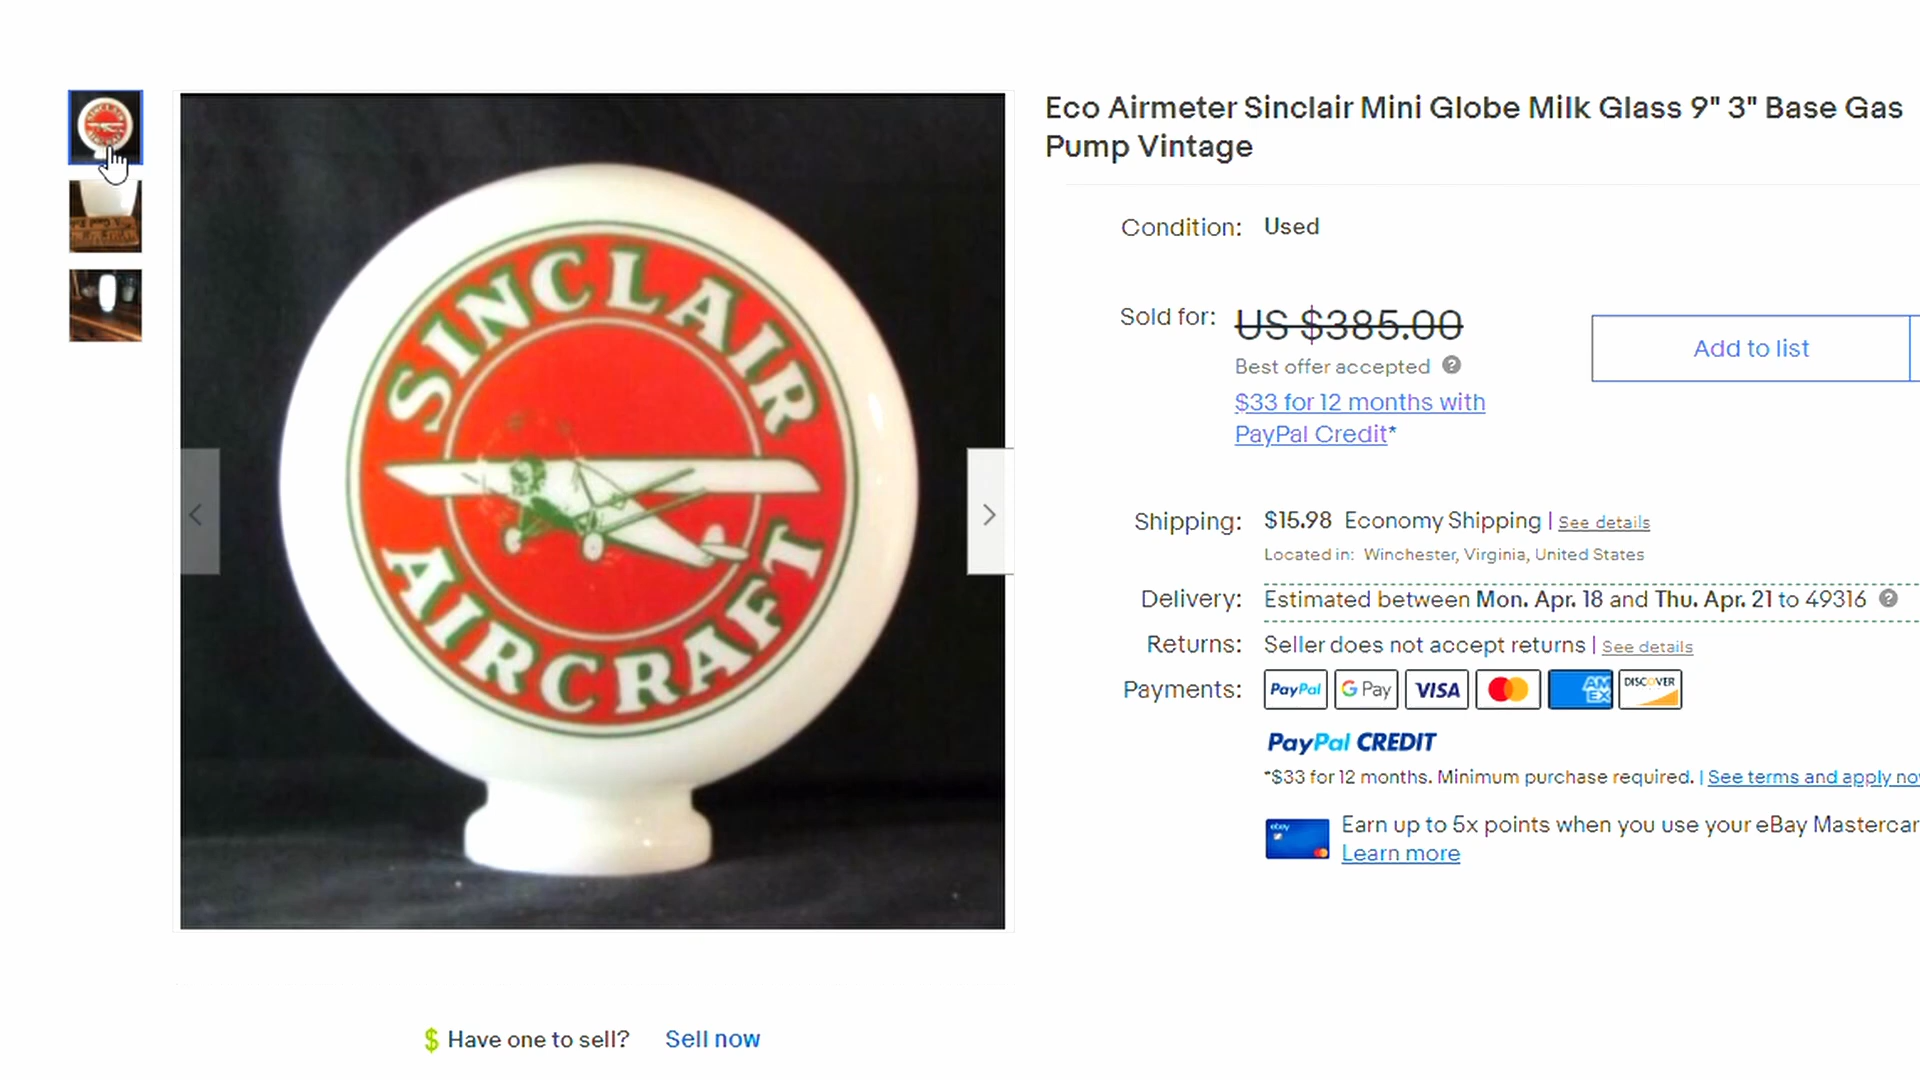 Eco Airmeter Sinclair Mini Globe Milk Glass 9" 3" Base Gas
Pump Vintage
SINCLAIR
AIRCRAFT
Condition: Used
Sold for: US $385.00
Best offer accepted
Add to list
$33 for 12 months with
PayPal Credit*
Shipping: $15.98 Economy Shipping | See details
Located in: Winchester, Virginia, United States
Delivery: Estimated between Mon. Apr. 18 and Thu. Apr. 21 to 49316
Returns: Seller does not accept returns | See details
Payments: PayPal G Pay VISA AM EX DISCOVER
PayPal CREDIT
*$33 for 12 months. Minimum purchase required. | See terms and apply no
ebay
Earn up to 5x points when you use your eBay Mastercar
Learn more
$ Have one to sell? Sell now